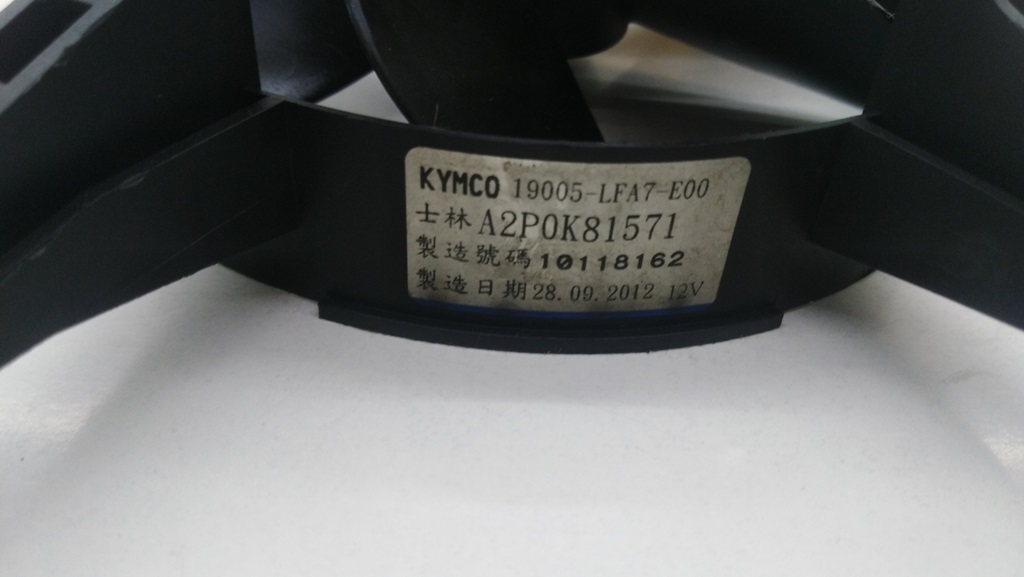 KYMCO 19005-LFA7-E00
士林 A2P0K81571
製造號碼 10118162
製造日期 28.09.2012 12V